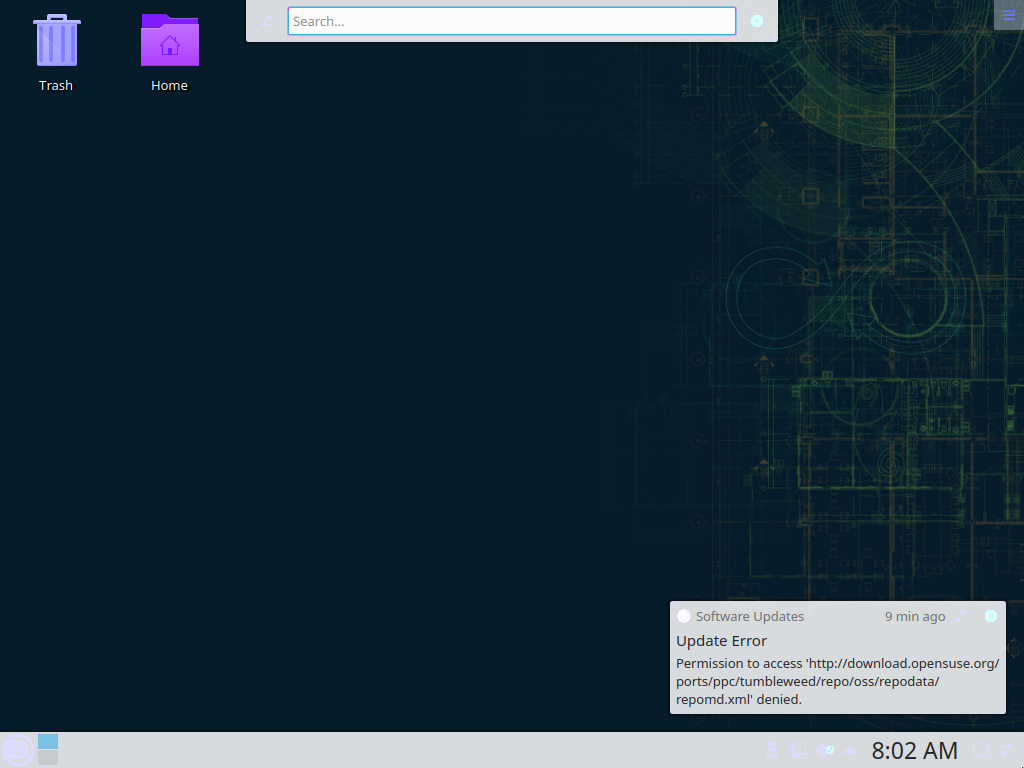 Search...
Trash
Home
Software Updates 9 min ago
Update Error
Permission to access 'http://download.opensuse.org/
ports/ppc/tumbleweed/repo/oss/repodata/
repomd.xml' denied.
8:02 AM